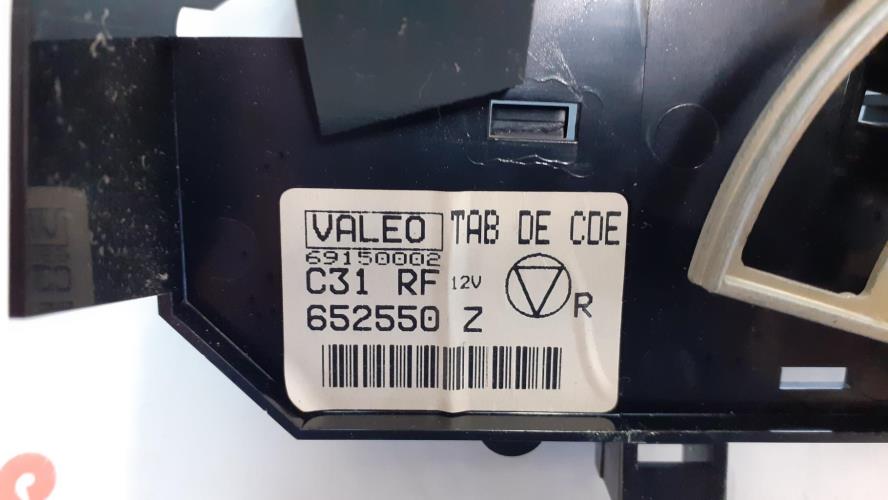 VALEO TAB DE CDE
69150002
C31 RF 12V
R
652550 Z